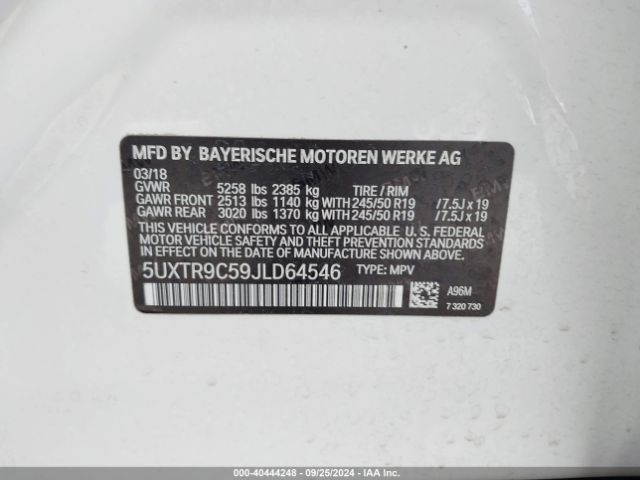 MFD BY BAYERISCHE MOTOREN WERKE AG
03/18
GVWR 5258 lbs 2385 kg TIRE / RIM
GAWR FRONT 2513 lbs 1140 kg WITH 245/50 R19 /7.5J x 19
GAWR REAR 3020 lbs 1370 kg WITH 245/50 R19 /7.5J x 19
THIS VEHICLE CONFORMS TO ALL APPLICABLE U. S. FEDERAL
MOTOR VEHICLE SAFETY AND THEFT PREVENTION STANDARDS
IN EFFECT ON THE DATE OF MANUFACTURE SHOWN ABOVE.
5UXTR9C59JLD64546 TYPE: MPV
A96M
7 320 730
000-40444248 - 09/25/2024 - IAA Inc.